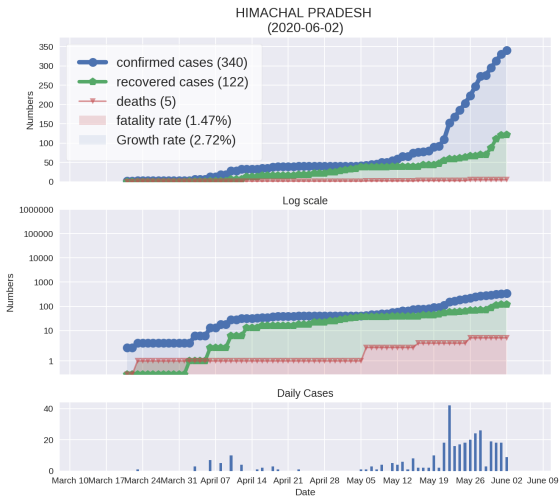 HIMACHAL PRADESH
(2020-06-02)
350
300
250
200
150
100
50
0
Numbers
confirmed cases (340)
recovered cases (122)
deaths (5)
fatality rate (1.47%)
Growth rate (2.72%)
Log scale
1000000
100000
10000
1000
100
10
1
Numbers
Daily Cases
40
20
0
March 10 March 17 March 24 March 31 April 07 April 14 April 21 April 28 May 05 May 12 May 19 May 26 June 02 June 09
Date